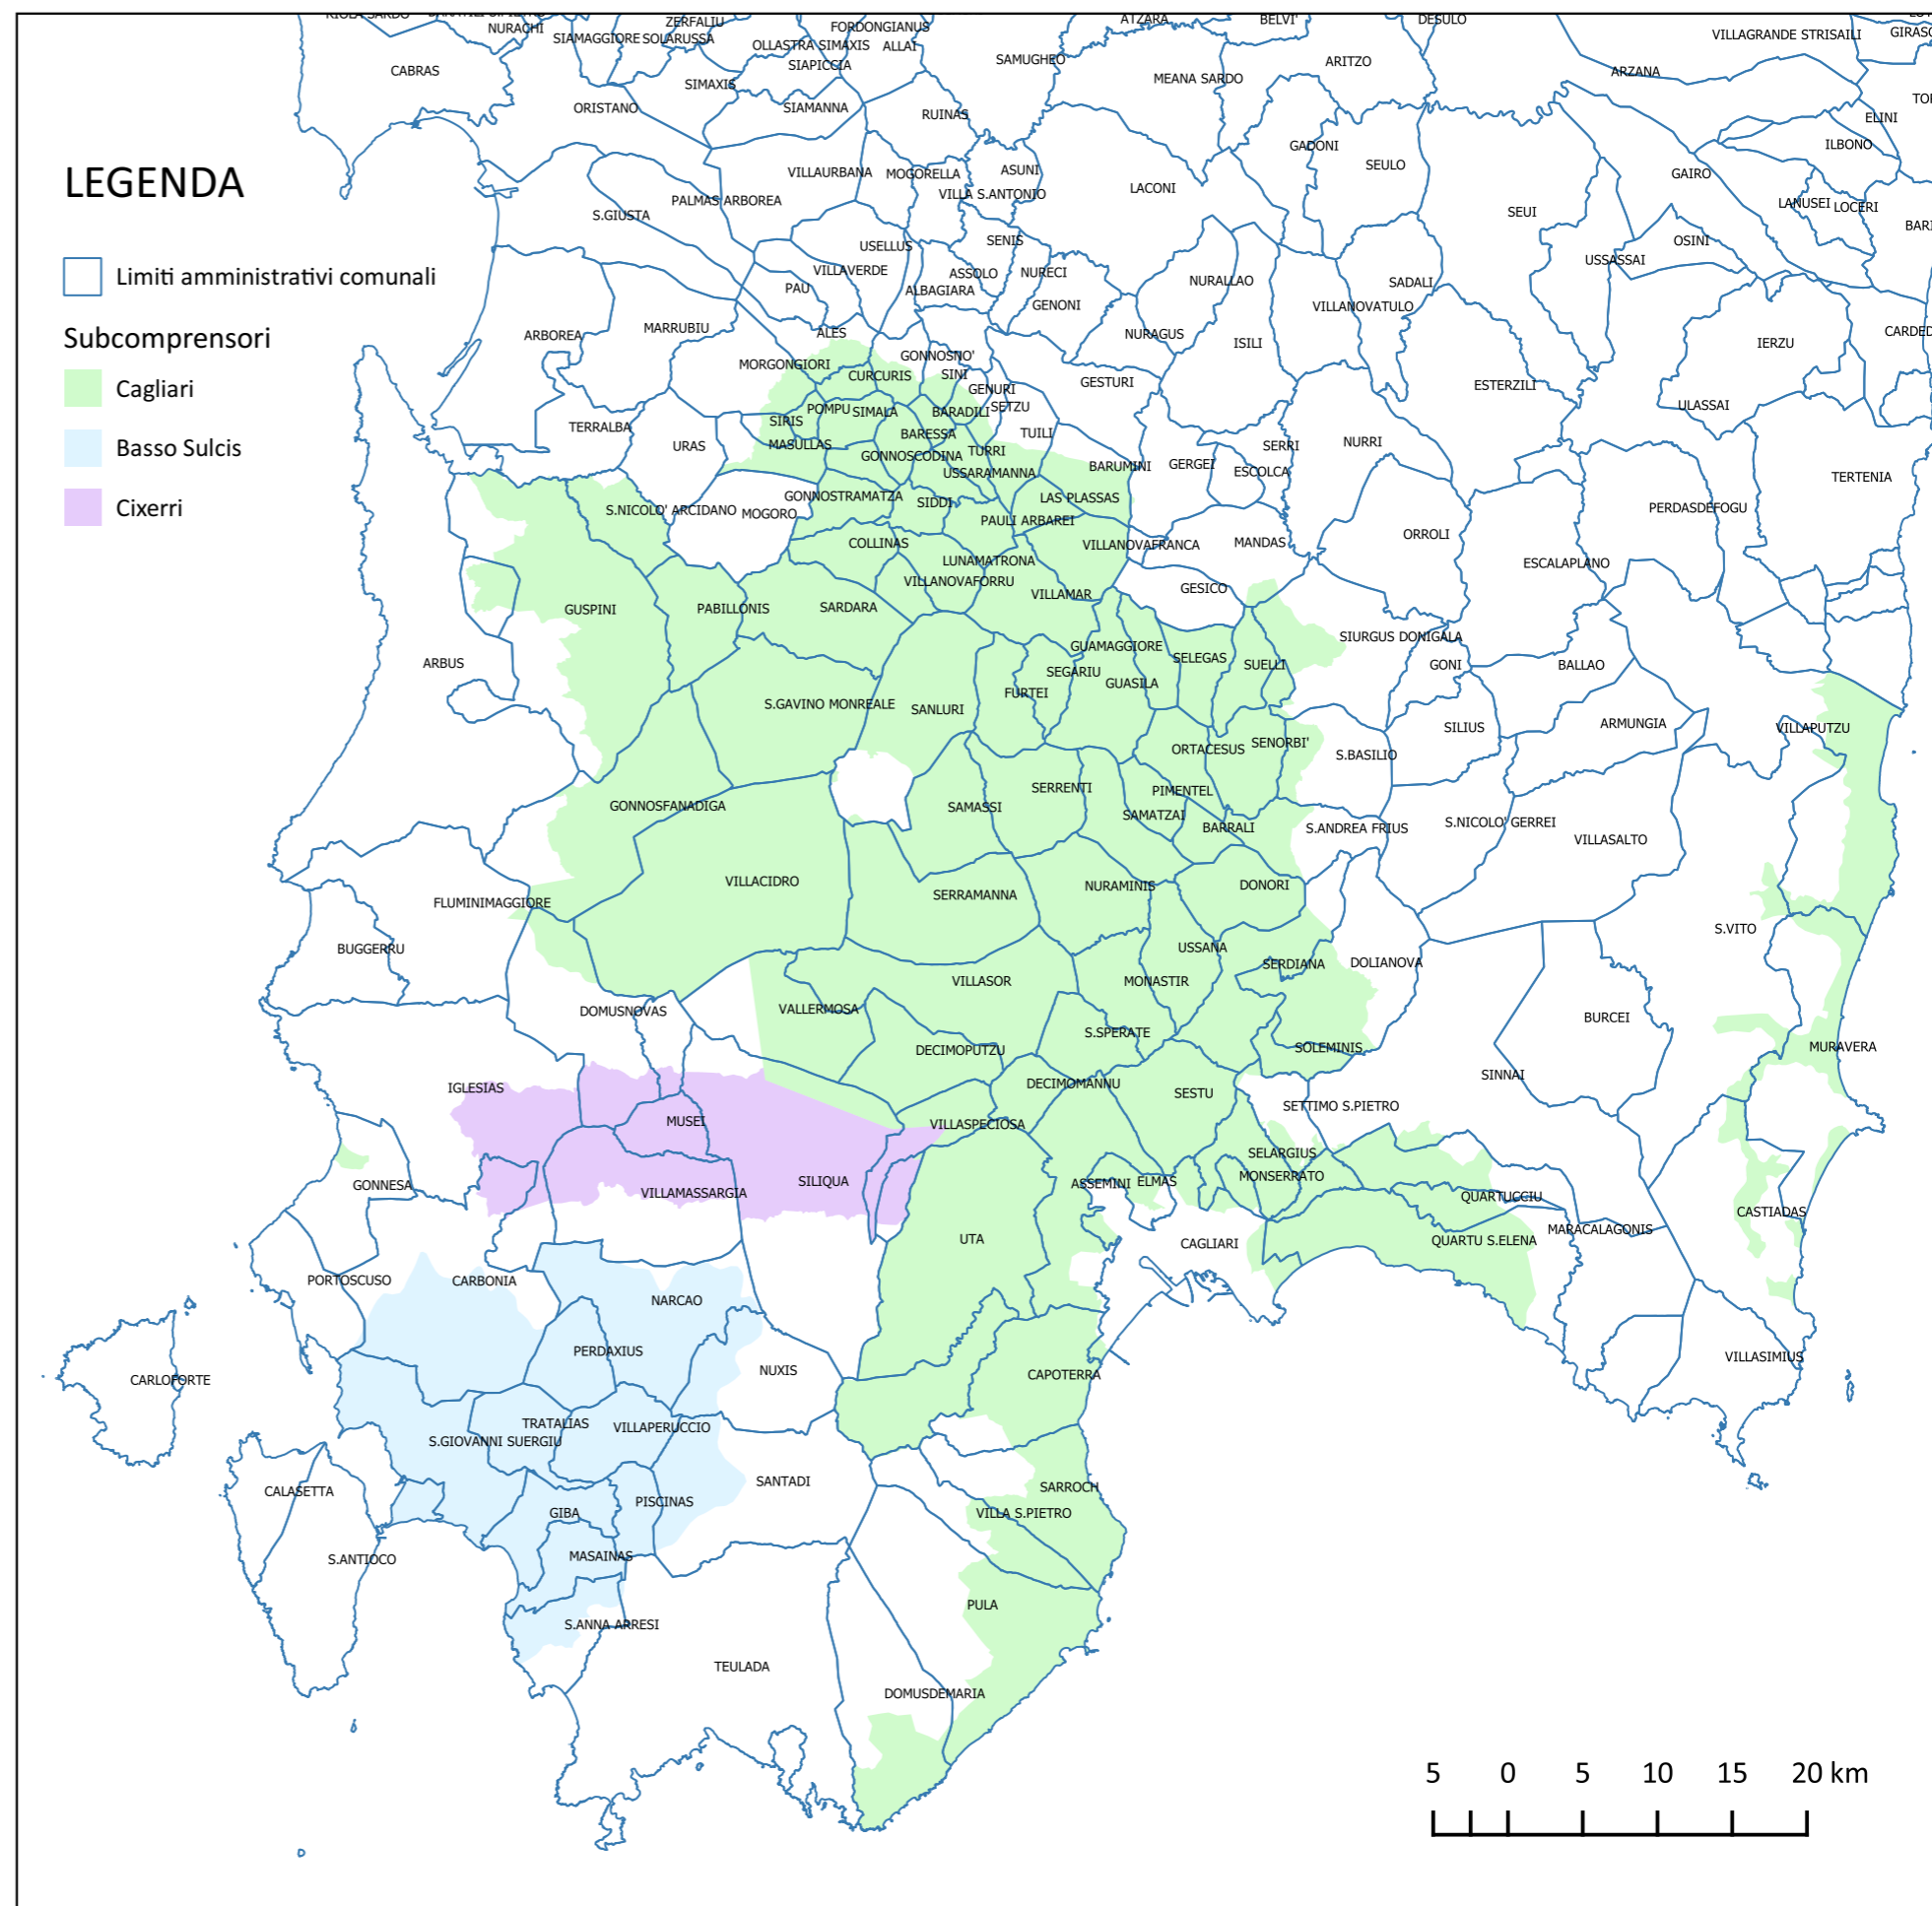 ZERFALIU
ATZARA
BELVI'
DESULO
NURACHI
SIAMAGGIORE
SOLARUSSA
FORDONGIANUS
OLLASTRA SIMAXIS
ALLAI
VILLAGRANDE STRISAILI
CABRAS
SIAPICCIA
SAMUGHEO
ARITZO
ARZANA
SIMAXIS
MEANA SARDO
ORISTANO
SIAMANNA
RUINAS
ELINI
ILBONO
GADONI
LEGENDA
VILLAURBANA
MOGORELLA
ASUNI
SEULO
GAIRO
VILLA S.ANTONIO
LACONI
PALMAS ARBOREA
LANUSEI
LOCERI
S.GIUSTA
SEUI
USELLUS
SENIS
OSINI
Limiti amministrativi comunali
VILLAVERDE
ASSOLO
NURECI
USSASSAI
PAU
ALBAGIARA
NURALLAO
SADALI
GENONI
VILLANOVATULO
Subcomprensori
ARBOREA
MARRUBIU
ALES
NURAGUS
ISILI
IERZU
Cagliari
MORGONGIORI
GONNOSNO'
CURCURIS
SINI
GENURI
GESTURI
ESTERZILI
POMPU
SIMALA
BARADILI
SETZU
ULASSAI
SIRIS
Basso Sulcis
TERRALBA
URAS
MASULLAS
BARESSA
TUILI
GONNOSCODINA
TURRI
SERRI
NURRI
USSARAMANNA
BARUMINI
GERGEI
ESCOLCA
TERTENIA
Cixerri
S.NICOLO' ARCIDANO
MOGORO
GONNOSTRAMATZA
SIDDI
LAS PLASSAS
PERDASDEFOGU
PAULI ARBAREI
COLLINAS
VILLANOVAFRANCA
MANDAS
ORROLI
LUNAMATRONA
ESCALAPLANO
VILLANOVAFORRU
GUSPINI
PABILLONIS
SARDARA
VILLAMAR
GESICO
ARBUS
GUAMAGGIORE
SIURGUS DONIGALA
SEGARIU
SELEGAS
SUELLI
GONI
BALLAO
FURTEI
GUASILA
S.GAVINO MONREALE
SANLURI
SILIUS
ARMUNGIA
VILLAPUTZU
ORTACESUS
SENORBI'
S.BASILIO
GONNOSFANADIGA
SAMASSI
SERRENTI
PIMENTEL
SAMATZAI
BARRALI
S.ANDREA FRIUS
S.NICOLO' GERREI
VILLASALTO
VILLACIDRO
SERRAMANNA
NURAMINIS
DONORI
FLUMINIMAGGIORE
S.VITO
BUGGERRU
USSANA
SERDIANA
DOLIANOVA
VILLASOR
MONASTIR
DOMUSNOVAS
VALLERMOSA
BURCEI
S.SPERATE
DECIMOPUTZU
SOLEMINIS
MURAVERA
IGLESIAS
DECIMOMANNU
SESTU
SINNAI
MUSEI
VILLASPECIOSA
SETTIMO S.PIETRO
SELARGIUS
GONNESA
VILLAMASSARGIA
SILIQUA
ASSEMINI
ELMAS
MONSERRATO
QUARTUCCIU
CASTIADAS
UTA
CAGLIARI
QUARTU S.ELENA
MARACALAGONIS
PORTOSCUSO
CARBONIA
NARCAO
PERDAXIUS
NUXIS
CAPOTERRA
VILLASIMIUS
CARLOFORTE
TRATALIAS
VILLAPERUCCIO
S.GIOVANNI SUERGIU
CALASETTA
SANTADI
SARROCH
GIBA
PISCINAS
VILLA S.PIETRO
S.ANTIOCO
MASAINAS
PULA
S.ANNA ARRESI
TEULADA
DOMUSDEMARIA
5 0 5 10 15 20 km